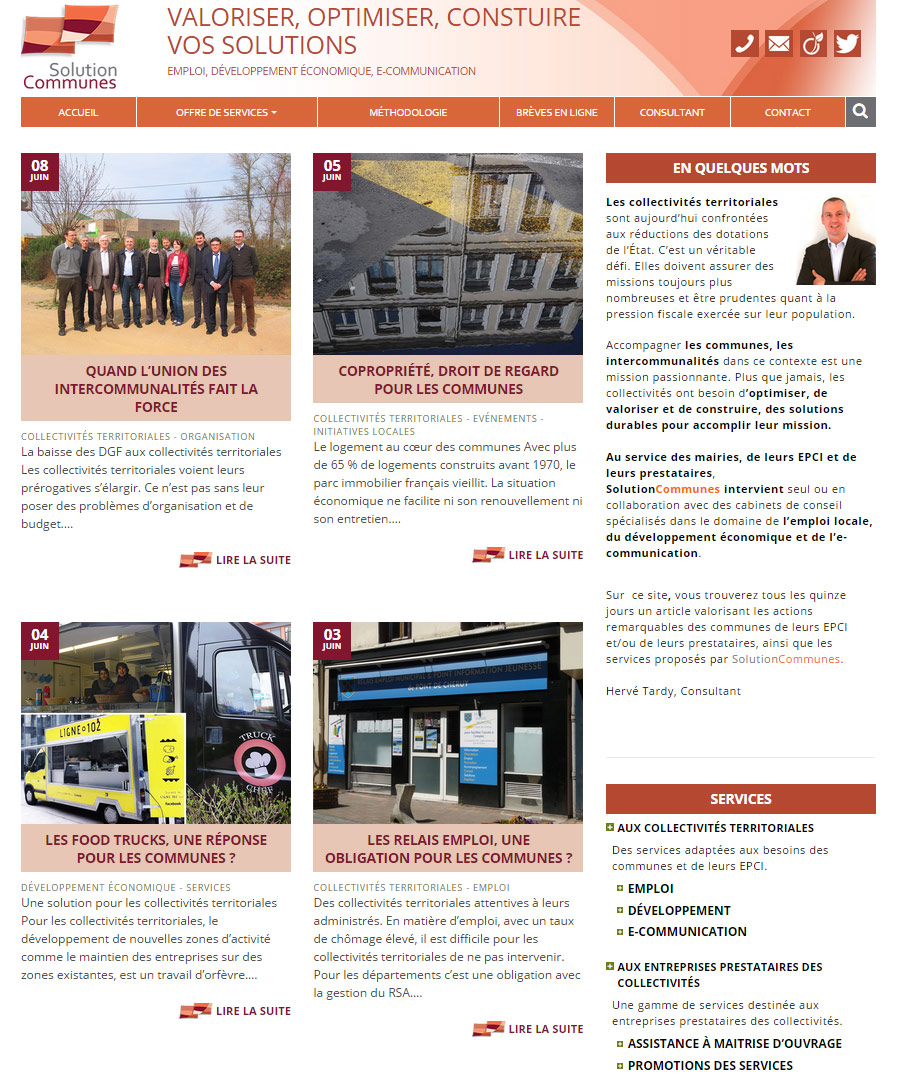 Solution
Communes
VALORISER, OPTIMISER, CONSTUIRE
VOS SOLUTIONS
EMPLOI, DÉVELOPPEMENT ÉCONOMIQUE, E-COMMUNICATION
ACCUEIL OFFRE DE SERVICES MÉTHODOLOGIE BRÈVES EN LIGNE CONSULTANT CONTACT
08
JUIN
QUAND L'UNION DES
INTERCOMMUNALITÉS FAIT LA
FORCE
COLLECTIVITÉS TERRITORIALES - ORGANISATION
La baisse des DGF aux collectivités territoriales
Les collectivités territoriales voient leurs
prérogatives s'élargir. Ce n'est pas sans leur
poser des problèmes d'organisation et de
budget....
LIRE LA SUITE
05
JUIN
COPROPRIÉTÉ, DROIT DE REGARD
POUR LES COMMUNES
COLLECTIVITÉS TERRITORIALES - EVÉNEMENTS -
INITIATIVES LOCALES
Le logement au cœur des communes Avec plus
de 65 % de logements construits avant 1970, le
parc immobilier français vieillit. La situation
économique ne facilite ni son renouvellement ni
son entretien....
LIRE LA SUITE
04
JUIN
LIGNE 102
TRUCK
CHEF
LES FOOD TRUCKS, UNE RÉPONSE
POUR LES COMMUNES ?
DÉVELOPPEMENT ÉCONOMIQUE - SERVICES
Une solution pour les collectivités territoriales
Pour les collectivités territoriales, le
développement de nouvelles zones d'activité
comme le maintien des entreprises sur des
zones existantes, est un travail d'orfèvre....
LIRE LA SUITE
03
JUIN
RELAIS EMPLOI MUNICIPAL & POINT INFORMATION JEUNESSE
de PONT DE CHERUY
LES RELAIS EMPLOI, UNE
OBLIGATION POUR LES COMMUNES ?
COLLECTIVITÉS TERRITORIALES - EMPLOI
Des collectivités territoriales attentives à leurs
administrés. En matière d'emploi, avec un taux
de chômage élevé, il est difficile pour les
collectivités territoriales de ne pas intervenir.
Pour les départements c'est une obligation avec
la gestion du RSA....
LIRE LA SUITE
EN QUELQUES MOTS
Les collectivités territoriales
sont aujourd'hui confrontées
aux réductions des dotations
de l'État. C'est un véritable
défi. Elles doivent assurer des
missions toujours plus
nombreuses et être prudentes quant à la
pression fiscale exercée sur leur population.
Accompagner les communes, les
intercommunalités dans ce contexte est une
mission passionnante. Plus que jamais, les
collectivités ont besoin d'optimiser, de
valoriser et de construire, des solutions
durables pour accomplir leur mission.
Au service des mairies, de leurs EPCI et de
leurs prestataires,
SolutionCommunes intervient seul ou en
collaboration avec des cabinets de conseil
spécialisés dans le domaine de l'emploi locale,
du développement économique et de l'e-
communication.
Sur ce site, vous trouverez tous les quinze
jours un article valorisant les actions
remarquables des communes de leurs EPCI
et/ou de leurs prestataires, ainsi que les
services proposés par SolutionCommunes.
Hervé Tardy, Consultant
SERVICES
AUX COLLECTIVITÉS TERRITORIALES
Des services adaptées aux besoins des
communes et de leurs EPCI.
EMPLOI
DÉVELOPPEMENT
E-COMMUNICATION
AUX ENTREPRISES PRESTATAIRES DES
COLLECTIVITÉS
Une gamme de services destinée aux
entreprises prestataires des collectivités.
ASSISTANCE À MAITRISE D'OUVRAGE
PROMOTIONS DES SERVICES